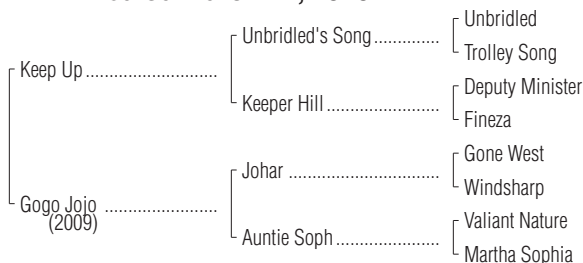 Unbridled
Unbridled's Song
Trolley Song
Keep Up
Deputy Minister
Keeper Hill
Fineza
Gone West
Johar
Windsharp
Gogo Jojo
(2009)
Valiant Nature
Auntie Soph
Martha Sophia